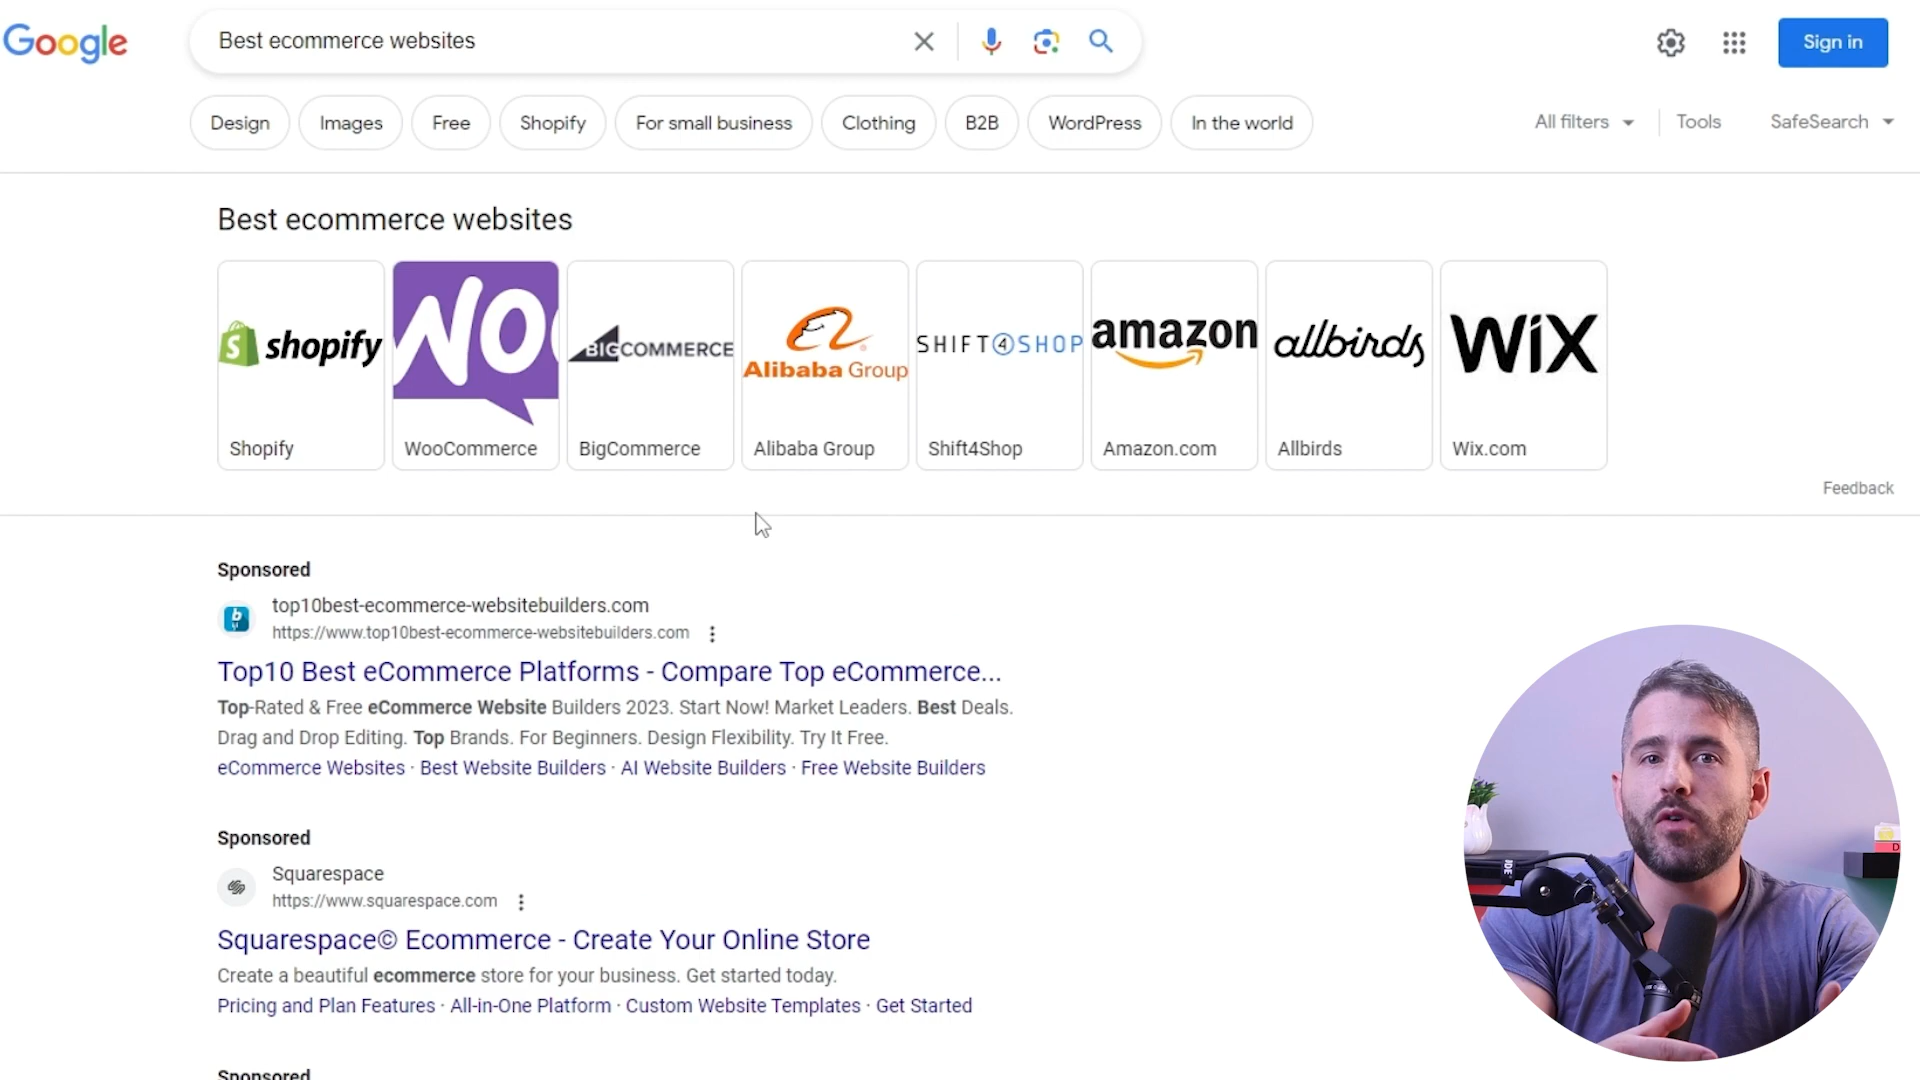 Google
Best ecommerce websites
Sign in
Design
Images
Free
Shopify
For small business
Clothing
B2B
WordPress
In the world
All filters
Tools
SafeSearch
Best ecommerce websites
shopify
WOO
BIGCOMMERCE
Alibaba Group
SHIFT4SHOP
amazon
allbirds
WiX
Shopify
WooCommerce
BigCommerce
Alibaba Group
Shift4Shop
Amazon.com
Allbirds
Wix.com
Feedback
Sponsored
top10best-ecommerce-websitebuilders.com
https://www.top10best-ecommerce-websitebuilders.com
Top10 Best eCommerce Platforms - Compare Top eCommerce...
Top-Rated & Free eCommerce Website Builders 2023. Start Now! Market Leaders. Best Deals.
Drag and Drop Editing. Top Brands. For Beginners. Design Flexibility. Try It Free.
eCommerce Websites · Best Website Builders · AI Website Builders · Free Website Builders
Sponsored
Squarespace
https://www.squarespace.com
Squarespace© Ecommerce - Create Your Online Store
Create a beautiful ecommerce store for your business. Get started today.
Pricing and Plan Features · All-in-One Platform · Custom Website Templates · Get Started
Sponsored